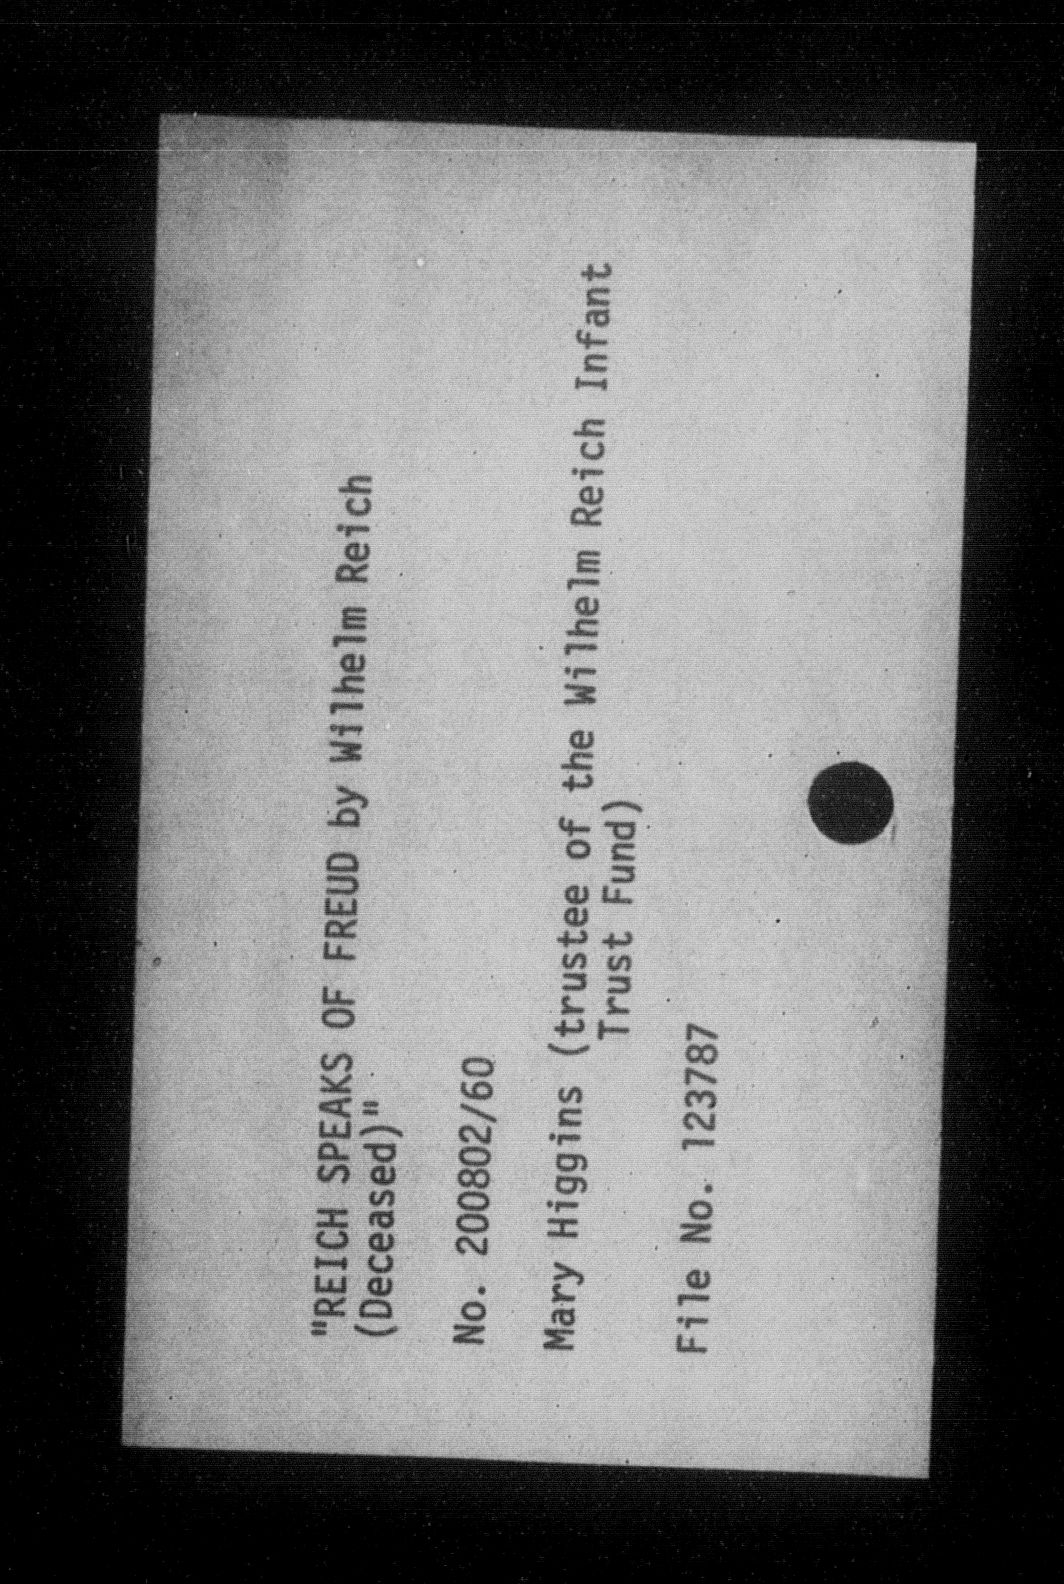 "REICH SPEAKS OF FREUD by Wilhelm Reich
(Deceased)"
No. 200802/60
Mary Higgins (trustee of the Wilhelm Reich Infant
Trust Fund)
File No. 123787